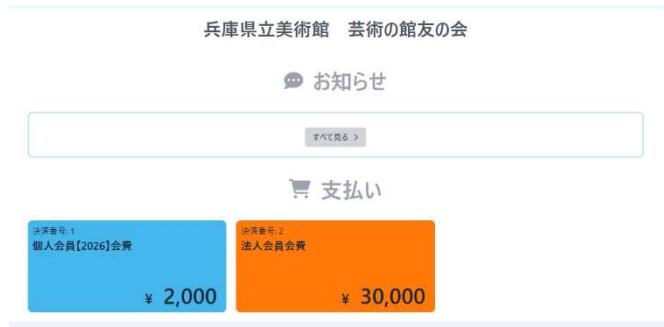 兵庫県立美術館　芸術の館友の会
お知らせ
すべて見る >
支払い
決済番号: 1
個人会員【2026】会費
¥ 2,000
決済番号: 2
法人会員会費
¥ 30,000